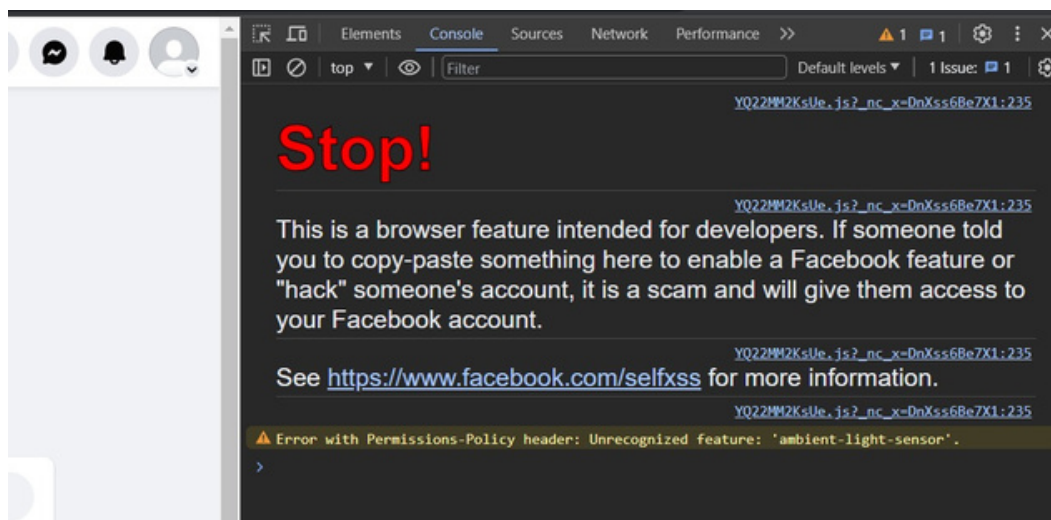 Elements Console Sources Network Performance >> 1 1
top Filter Default levels 1 Issue: 1
YQ22MM2KsUe.js?_nc_x=DnXss6Be7X1:235
Stop!
YQ22MM2KsUe.js?_nc_x=DnXss6Be7X1:235
This is a browser feature intended for developers. If someone told
you to copy-paste something here to enable a Facebook feature or
"hack" someone's account, it is a scam and will give them access to
your Facebook account.
YQ22MM2KsUe.js?_nc_x=DnXss6Be7X1:235
See https://www.facebook.com/selfxss for more information.
YQ22MM2KsUe.js?_nc_x=DnXss6Be7X1:235
Error with Permissions-Policy header: Unrecognized feature: 'ambient-light-sensor'.
>